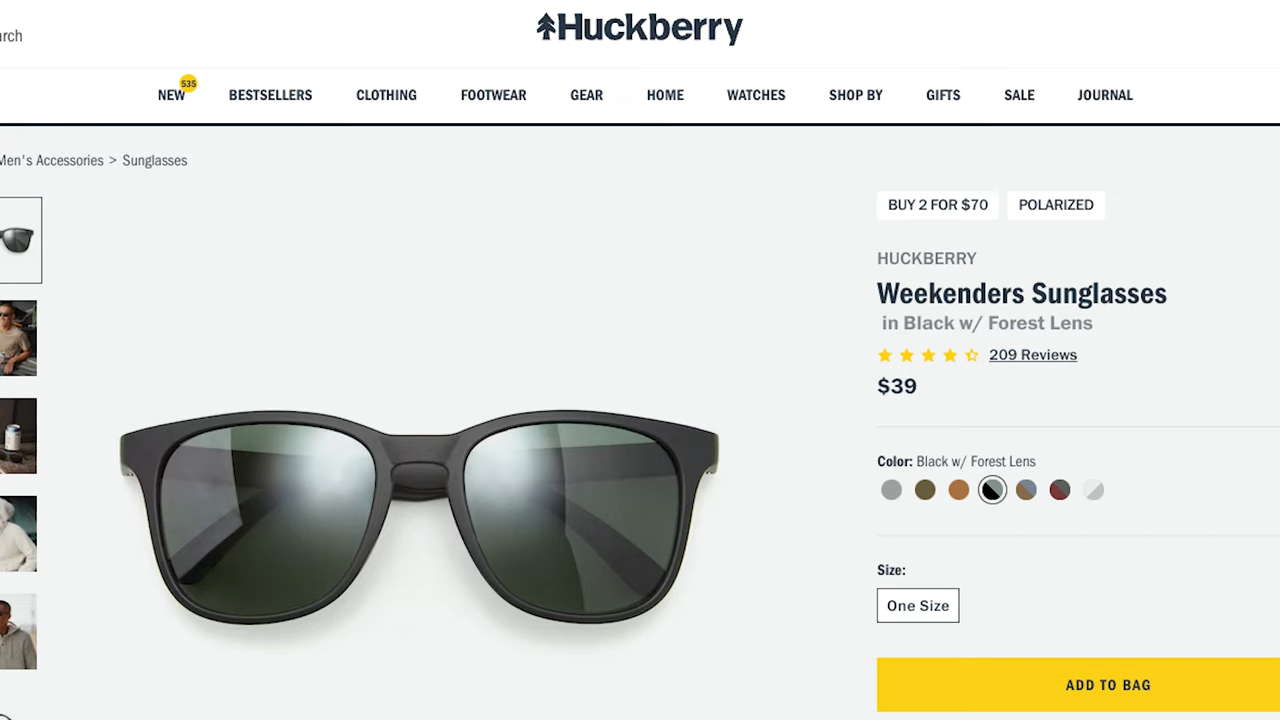 arch
Huckberry
535
NEW BESTSELLERS CLOTHING FOOTWEAR GEAR HOME WATCHES SHOP BY GIFTS SALE JOURNAL
Men's Accessories > Sunglasses
BUY 2 FOR $70 POLARIZED
HUCKBERRY
Weekenders Sunglasses
in Black w/ Forest Lens
209 Reviews
$39
Color: Black w/ Forest Lens
Size:
One Size
ADD TO BAG